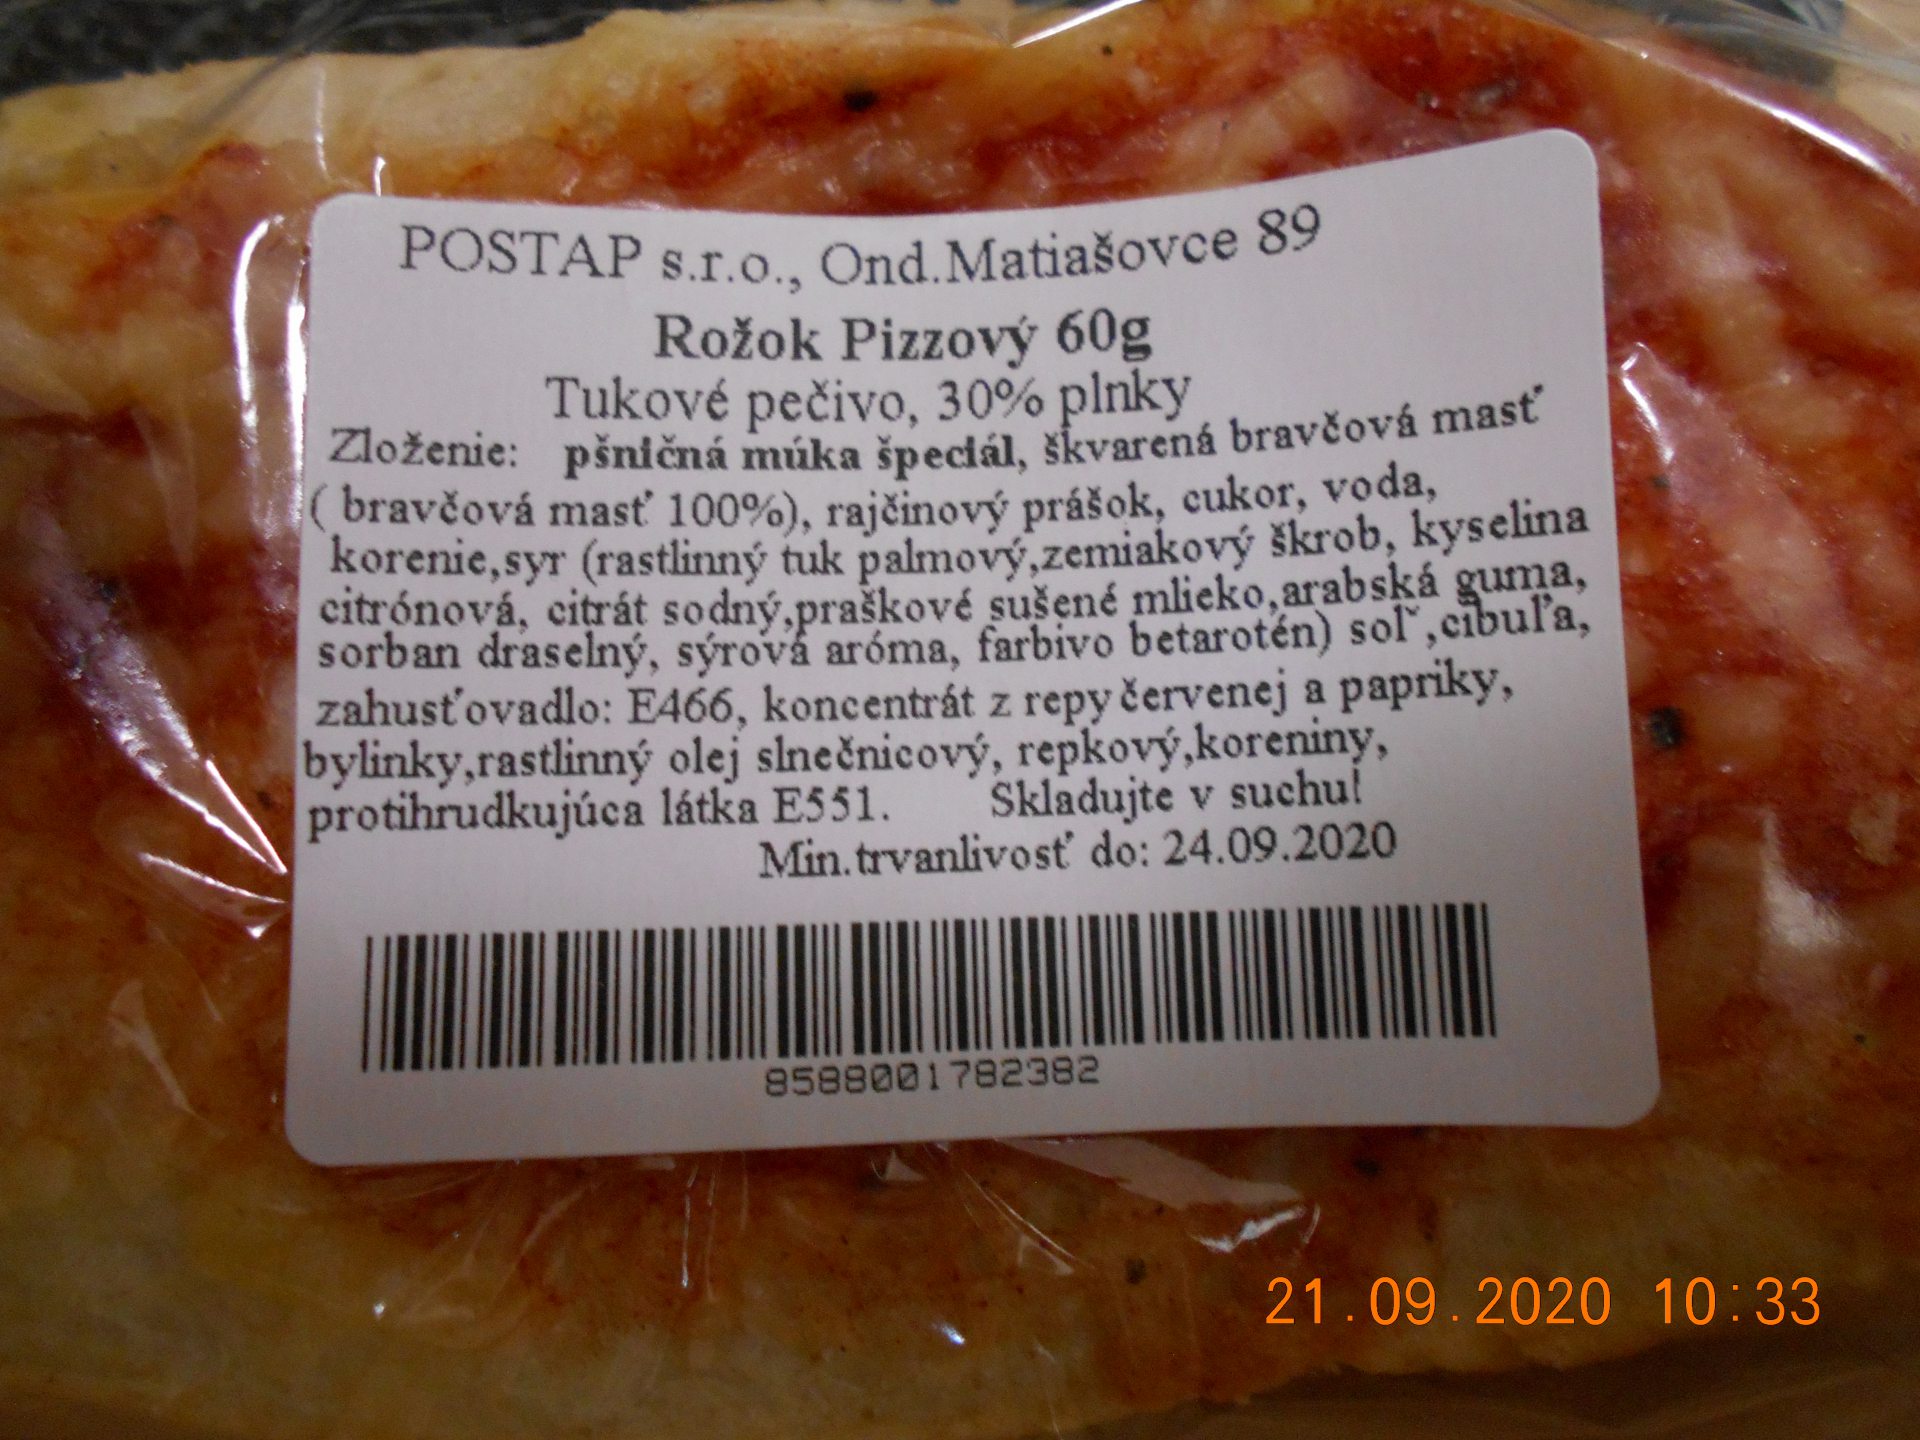 POSTAP s.r.o., Ond.Matiašovce 89
Rožok Pizzový 60g
Tukové pečivo, 30% plnky
Zloženie: pšničná múka špeciál, škvarená bravčová masť
( bravčová masť 100%), rajčinový prášok, cukor, voda,
korenie,syr (rastlinný tuk palmový,zemiakový škrob, kyselina
citrónová, citrát sodný,praškové sušené mlieko,arabská guma,
sorban draselný, sýrová aróma, farbivo betarotén) soľ ,cibuľa,
zahusťovadlo: E466, koncentrát z repy červenej a papriky,
bylinky,rastlinný olej slnečnicový, repkový,koreniny,
protihrudkujúca látka E551. Skladujte v suchu!
Min.trvanlivosť do: 24.09.2020
8588001782382
21.09.2020 10:33